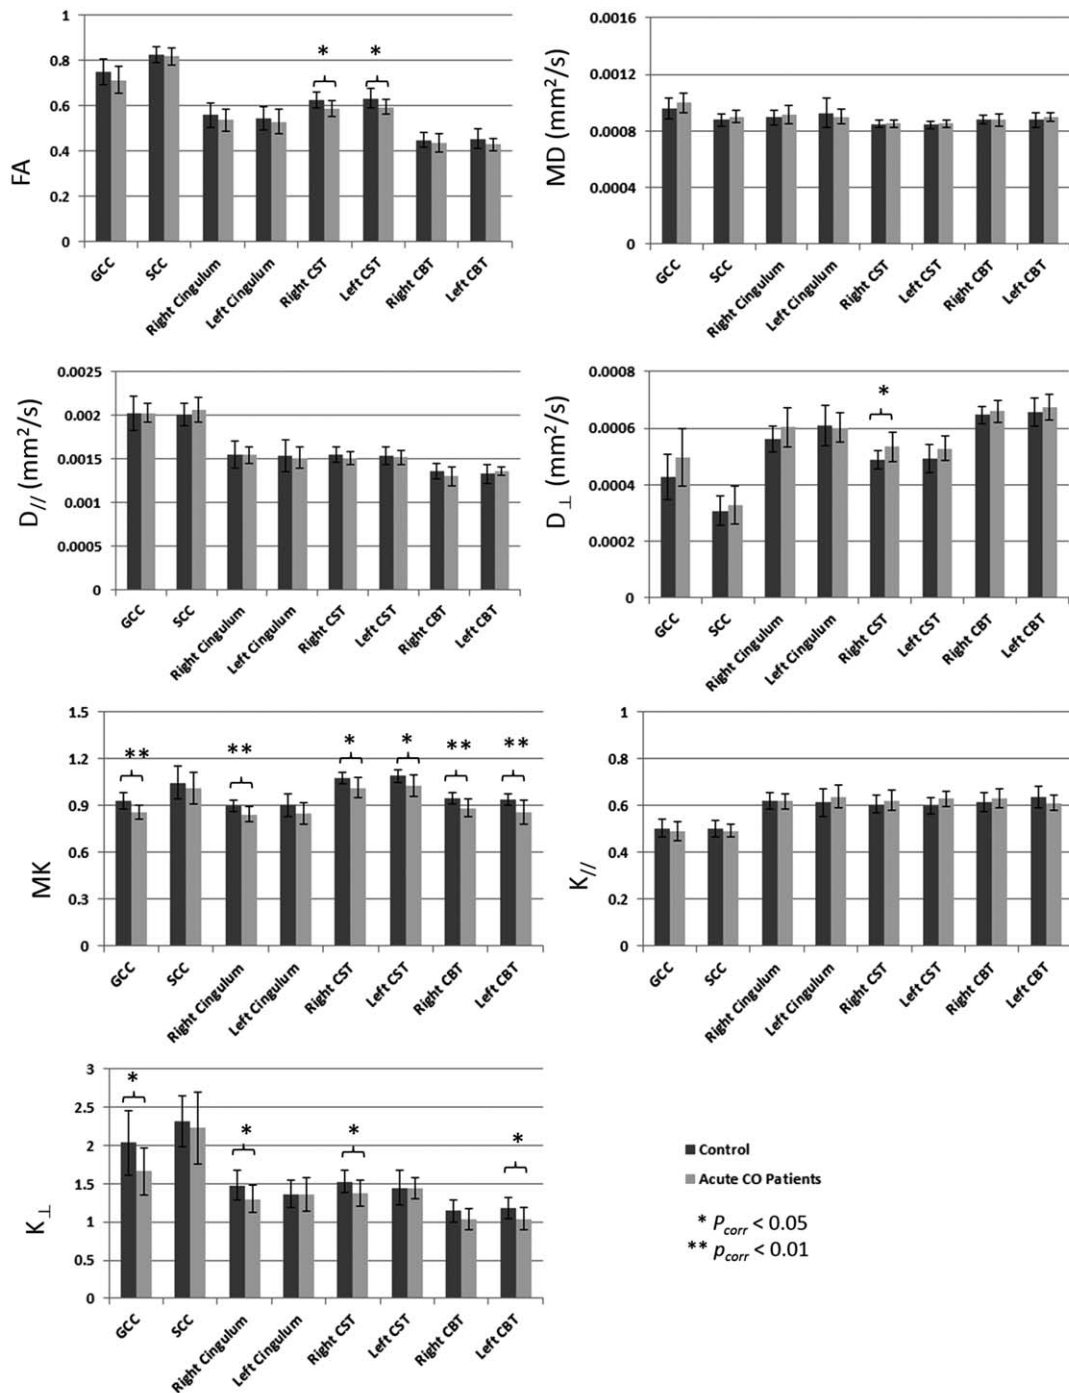 1
0.8
0.6
0.4
0.2
0
FA
* *
GCC
SCC
Right Cingulum
Left Cingulum
Right CST
Left CST
Right CBT
Left CBT
0.0016
0.0012
0.0008
0.0004
0
MD (mm²/s)
GCC
SCC
Right Cingulum
Left Cingulum
Right CST
Left CST
Right CBT
Left CBT
0.0025
0.002
0.0015
0.001
0.0005
0
D// (mm²/s)
GCC
SCC
Right Cingulum
Left Cingulum
Right CST
Left CST
Right CBT
Left CBT
0.0008
0.0006
0.0004
0.0002
0
D⊥ (mm²/s)
*
GCC
SCC
Right Cingulum
Left Cingulum
Right CST
Left CST
Right CBT
Left CBT
1.5
1.2
0.9
0.6
0.3
0
MK
** ** * * ** **
GCC
SCC
Right Cingulum
Left Cingulum
Right CST
Left CST
Right CBT
Left CBT
1
0.8
0.6
0.4
0.2
0
K//
GCC
SCC
Right Cingulum
Left Cingulum
Right CST
Left CST
Right CBT
Left CBT
3
2.5
2
1.5
1
0.5
0
K⊥
* * * *
GCC
SCC
Right Cingulum
Left Cingulum
Right CST
Left CST
Right CBT
Left CBT
Control
Acute CO Patients
* Pcorr < 0.05
** pcorr < 0.01